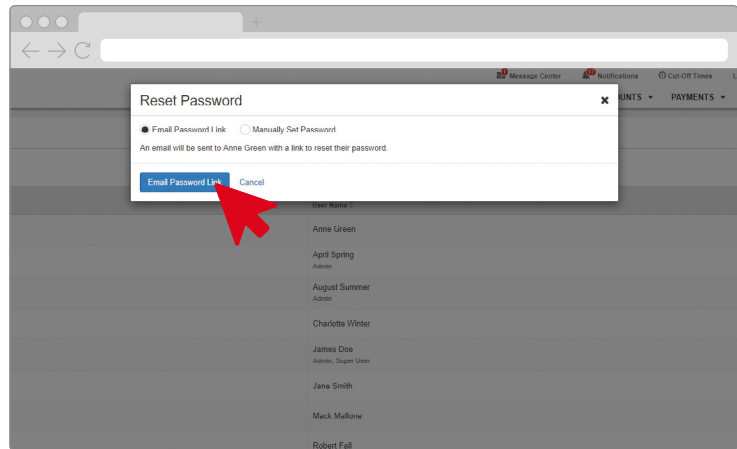 Message Center
17 Notifications
Cut-Off Times
UNTS
PAYMENTS
Reset Password
Email Password Link
Manually Set Password
An email will be sent to Anne Green with a link to reset their password.
Email Password Link
Cancel
User Name
Anne Green
April Spring
Admin
August Summer
Admin
Charlotte Winter
James Doe
Admin, Super User
Jane Smith
Mack Mallone
Robert Fall